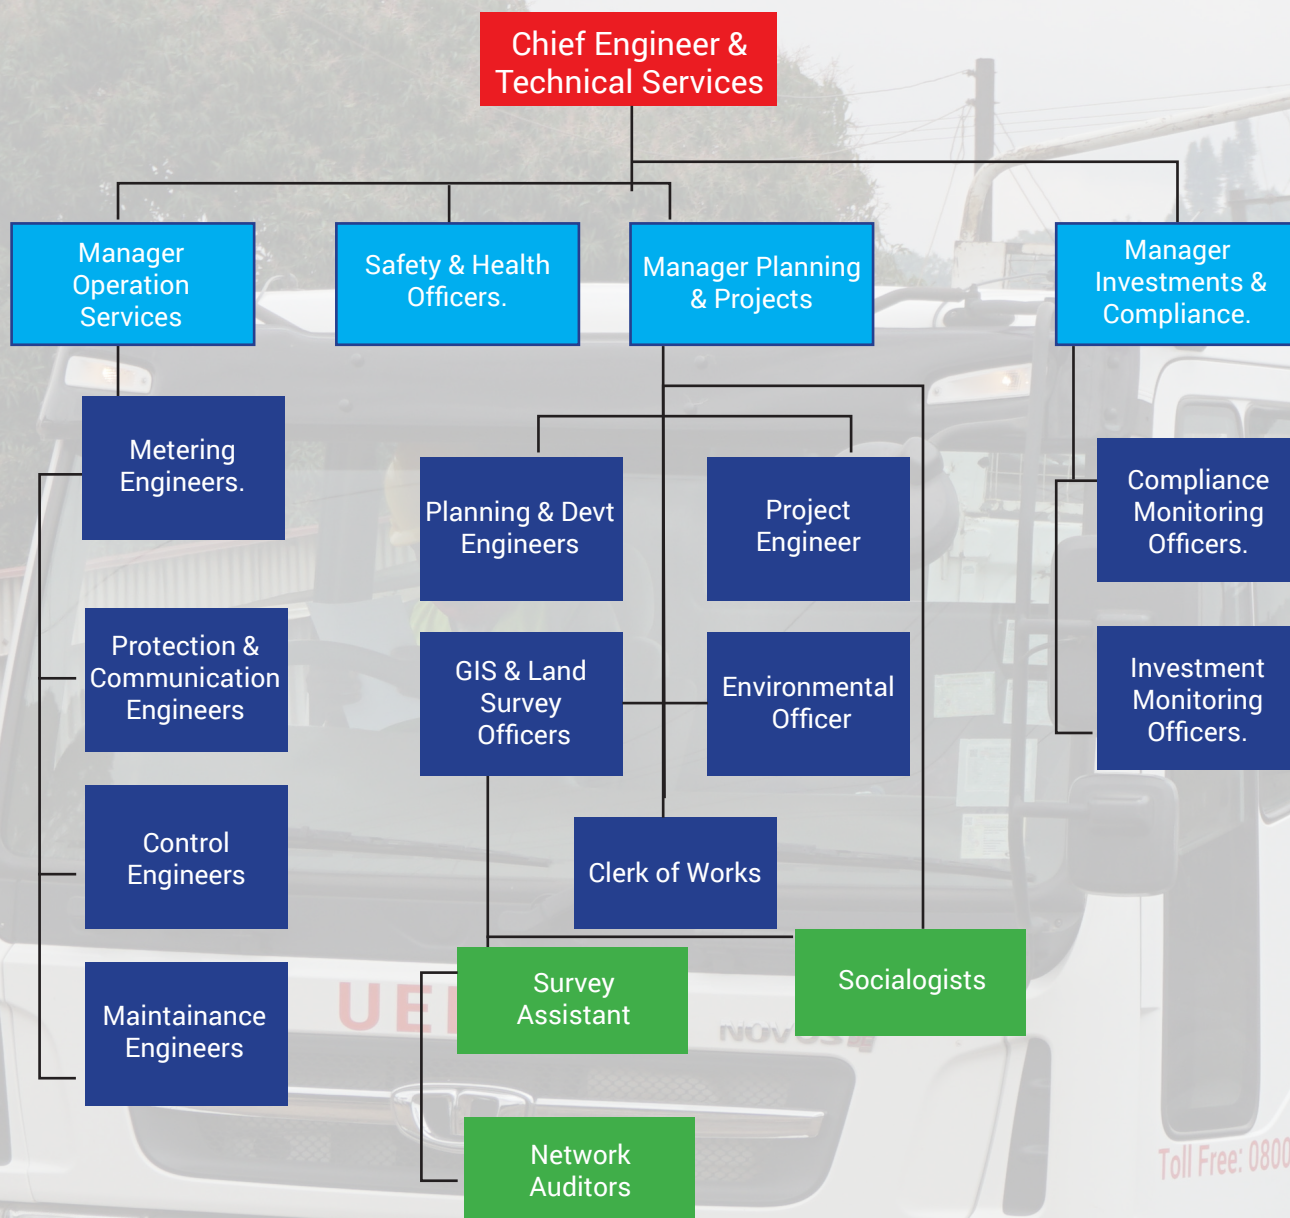 Chief Engineer &
Technical Services
Manager
Operation
Services
Safety & Health
Officers.
Manager Planning
& Projects
Manager
Investments &
Compliance.
Metering
Engineers.
Planning & Devt
Engineers
Project
Engineer
Compliance
Monitoring
Officers.
Protection &
Communication
Engineers
GIS & Land
Survey
Officers
Environmental
Officer
Investment
Monitoring
Officers.
Control
Engineers
Clerk of Works
Maintainance
Engineers
Survey
Assistant
Socialogists
Network
Auditors
NOVUS
Toll Free: 0800